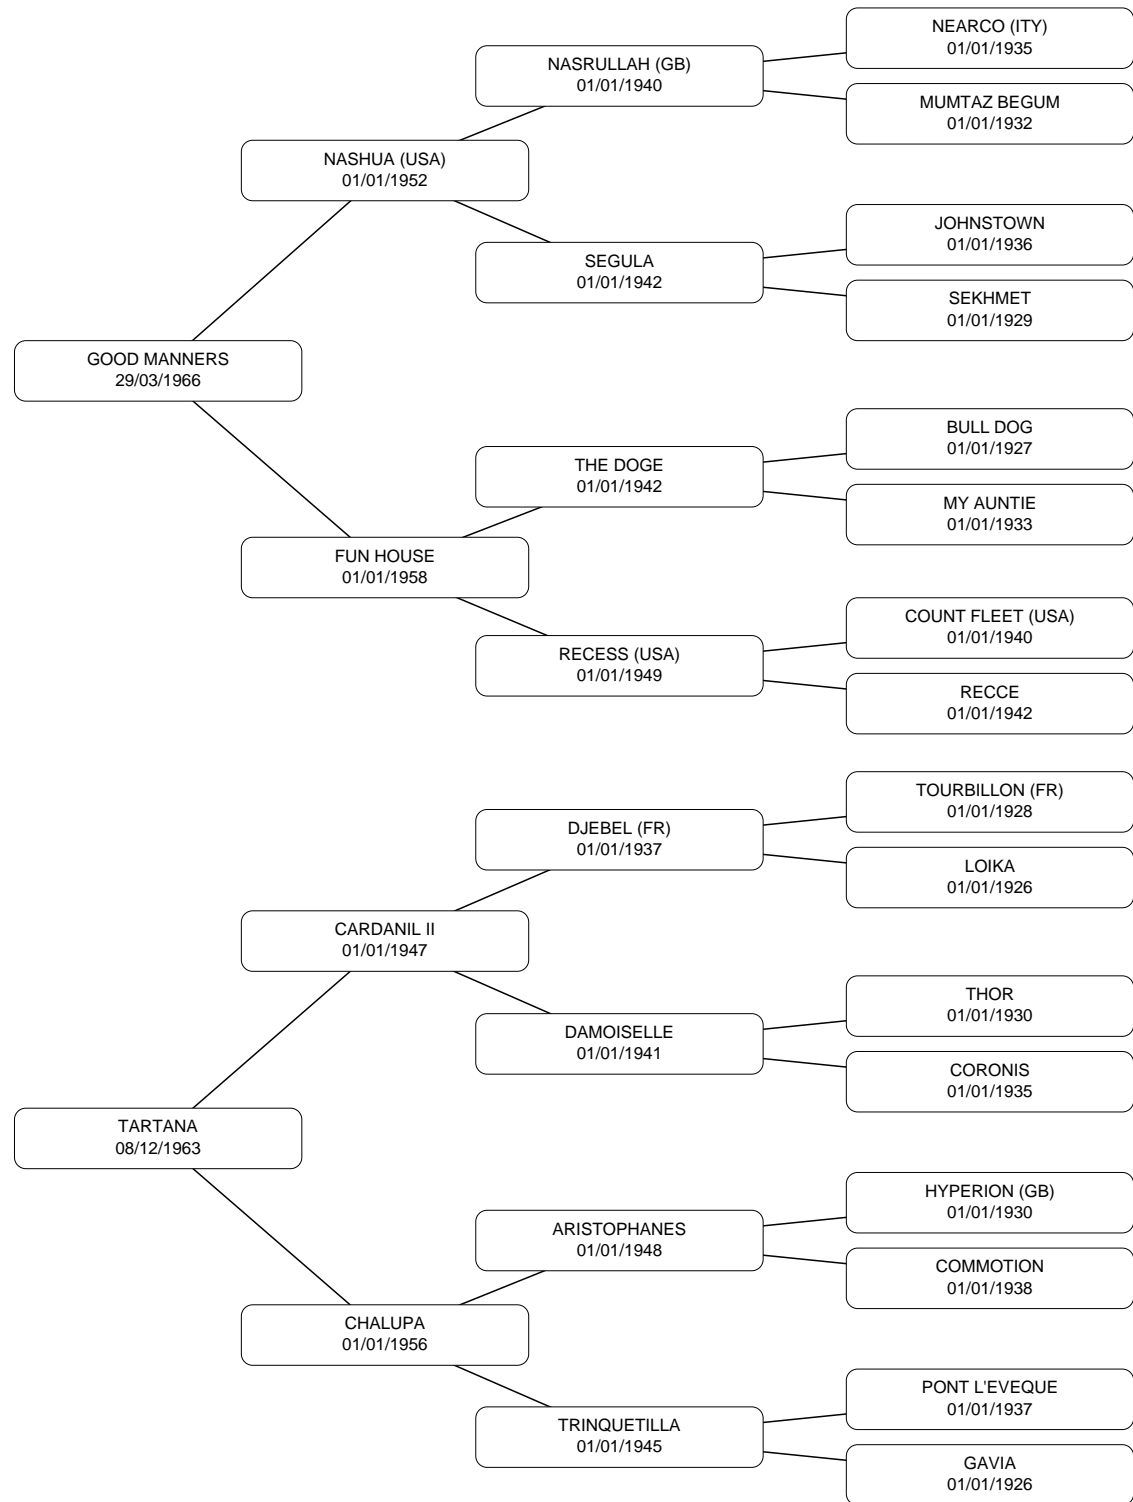 NEARCO (ITY)
01/01/1935
NASRULLAH (GB)
01/01/1940
MUMTAZ BEGUM
01/01/1932
NASHUA (USA)
01/01/1952
JOHNSTOWN
01/01/1936
SEGULA
01/01/1942
SEKHMET
01/01/1929
GOOD MANNERS
29/03/1966
BULL DOG
01/01/1927
THE DOGE
01/01/1942
MY AUNTIE
01/01/1933
FUN HOUSE
01/01/1958
COUNT FLEET (USA)
01/01/1940
RECESS (USA)
01/01/1949
RECCE
01/01/1942
TOURBILLON (FR)
01/01/1928
DJEBEL (FR)
01/01/1937
LOIKA
01/01/1926
CARDANIL II
01/01/1947
THOR
01/01/1930
DAMOISELLE
01/01/1941
CORONIS
01/01/1935
TARTANA
08/12/1963
HYPERION (GB)
01/01/1930
ARISTOPHANES
01/01/1948
COMMOTION
01/01/1938
CHALUPA
01/01/1956
PONT L'EVEQUE
01/01/1937
TRINQUETILLA
01/01/1945
GAVIA
01/01/1926